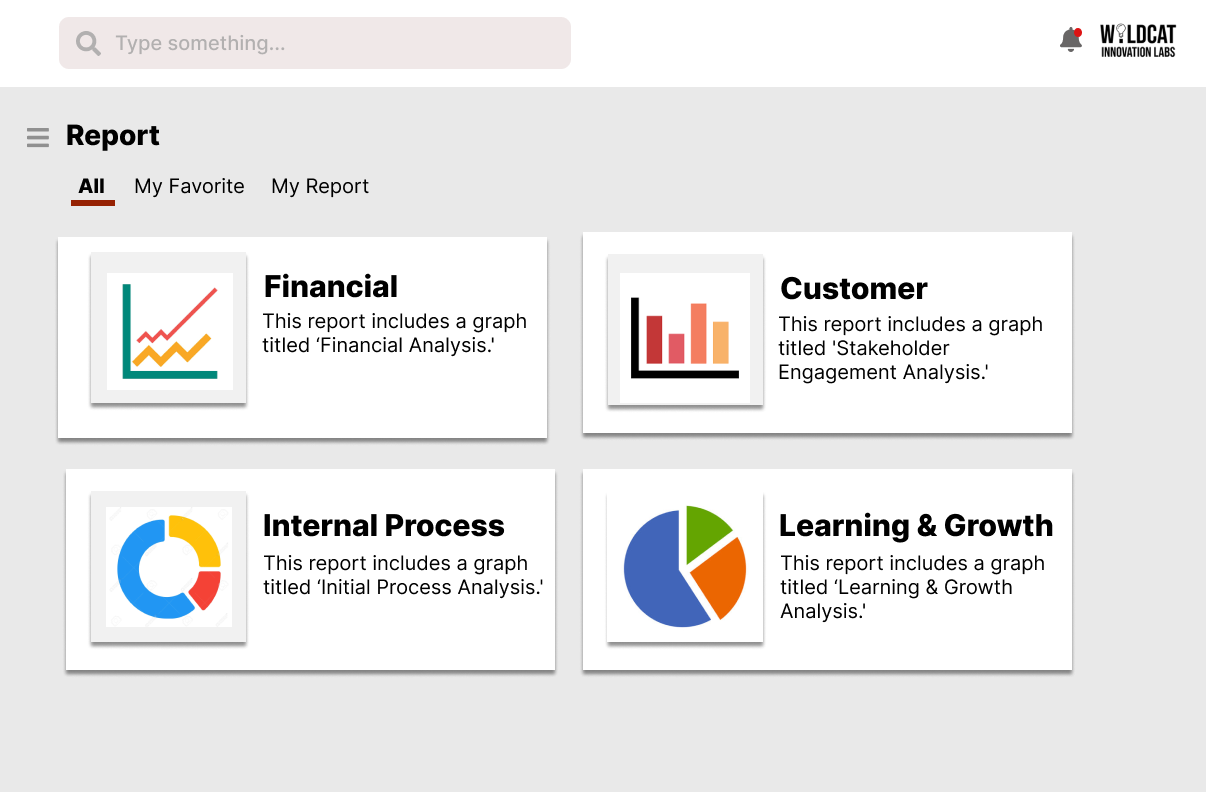 Type something...
W LDCAT
INNOVATION LABS
Report
All My Favorite My Report
Financial
This report includes a graph
titled ‘Financial Analysis.'
Customer
This report includes a graph
titled 'Stakeholder
Engagement Analysis.'
Internal Process
This report includes a graph
titled ‘Initial Process Analysis.'
Learning & Growth
This report includes a graph
titled ‘Learning & Growth
Analysis.'